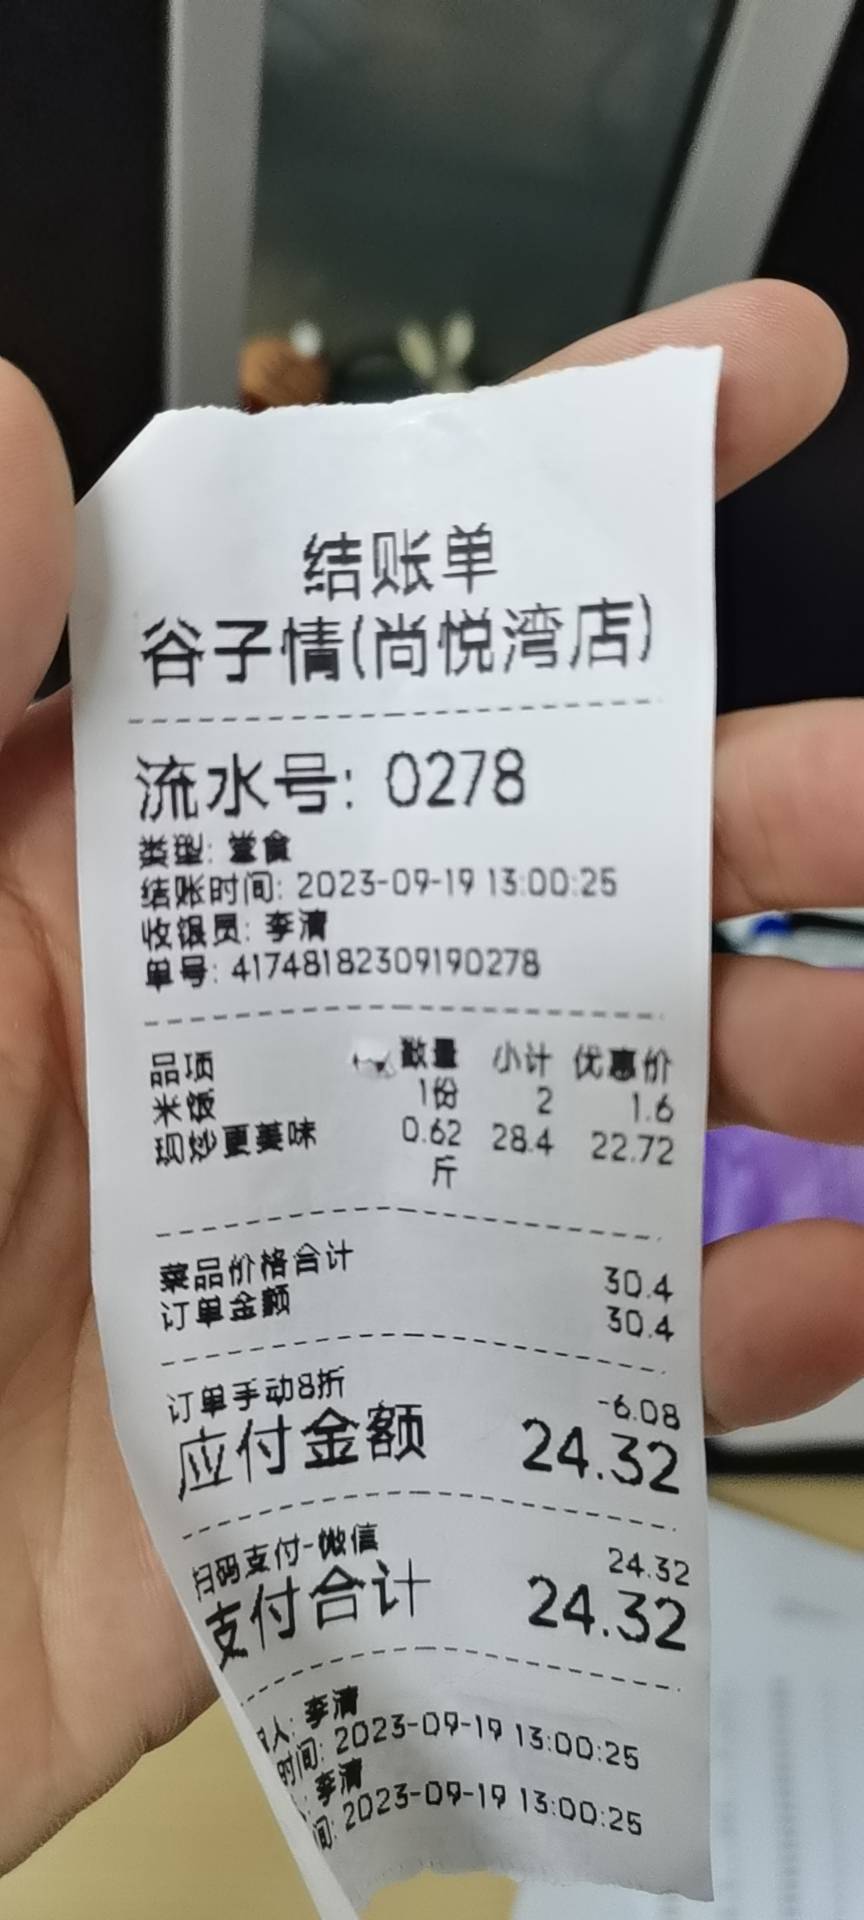 结账单
谷子情(尚悦湾店)
流水号: 0278
类型: 堂食
结账时间: 2023-09-19 13:00:25
收银员: 李清
单号: 41748182309190278
品项 数量 小计 优惠价
米饭 1份 2 1.6
现炒更美味 0.62 28.4 22.72
斤
菜品价格合计 30.4
订单金额 30.4
订单手动8折 -6.08
应付金额 24.32
扫码支付-微信 24.32
支付合计 24.32
人: 李清
时间: 2023-09-19 13:00:25
: 李清
间: 2023-09-19 13:00:25